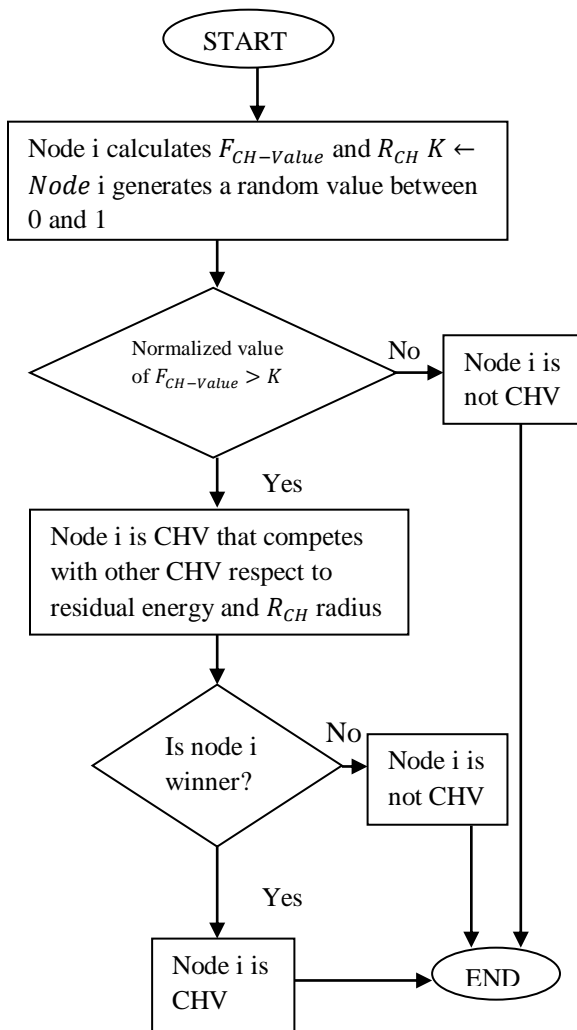 START
Node i calculates F_{CH−Value} and R_{CH} K ←
Node i generates a random value between
0 and 1
Normalized value
of F_{CH−Value} > K
No
Node i is
not CHV
Yes
Node i is CHV that competes
with other CHV respect to
residual energy and R_{CH} radius
Is node i
winner?
No
Node i is
not CHV
Yes
Node i is
CHV
END